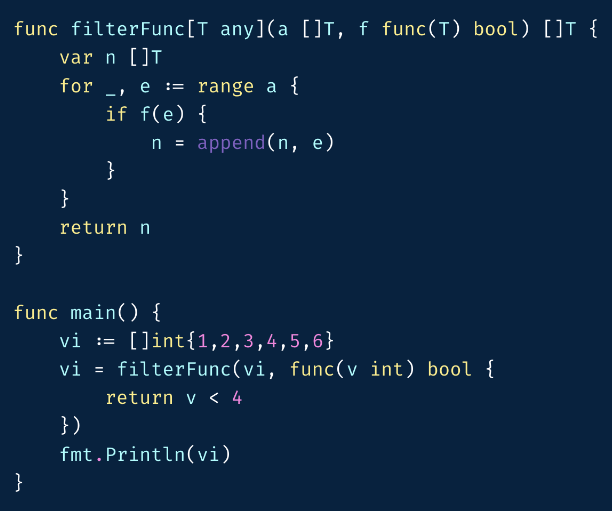 func filterFunc[T any](a []T, f func(T) bool) []T {
    var n []T
    for _, e := range a {
        if f(e) {
            n = append(n, e)
        }
    }
    return n
}

func main() {
    vi := []int{1,2,3,4,5,6}
    vi = filterFunc(vi, func(v int) bool {
        return v < 4
    })
    fmt.Println(vi)
}